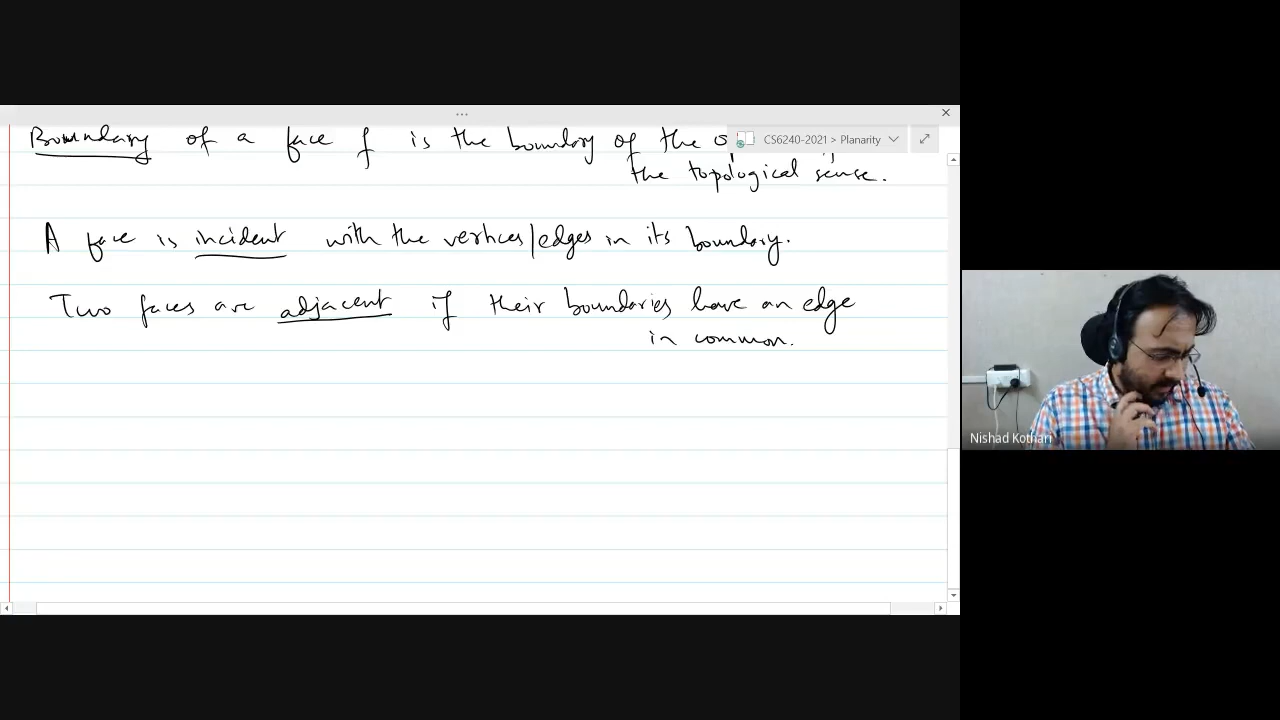 Boundary of a face f is the boundary of the
CS6240-2021 > Planarity
the topological sense.
A face is incident with the vertices/edges in its boundary.
Two faces are adjacent if their boundaries have an edge
in common.
Nishad Kothari